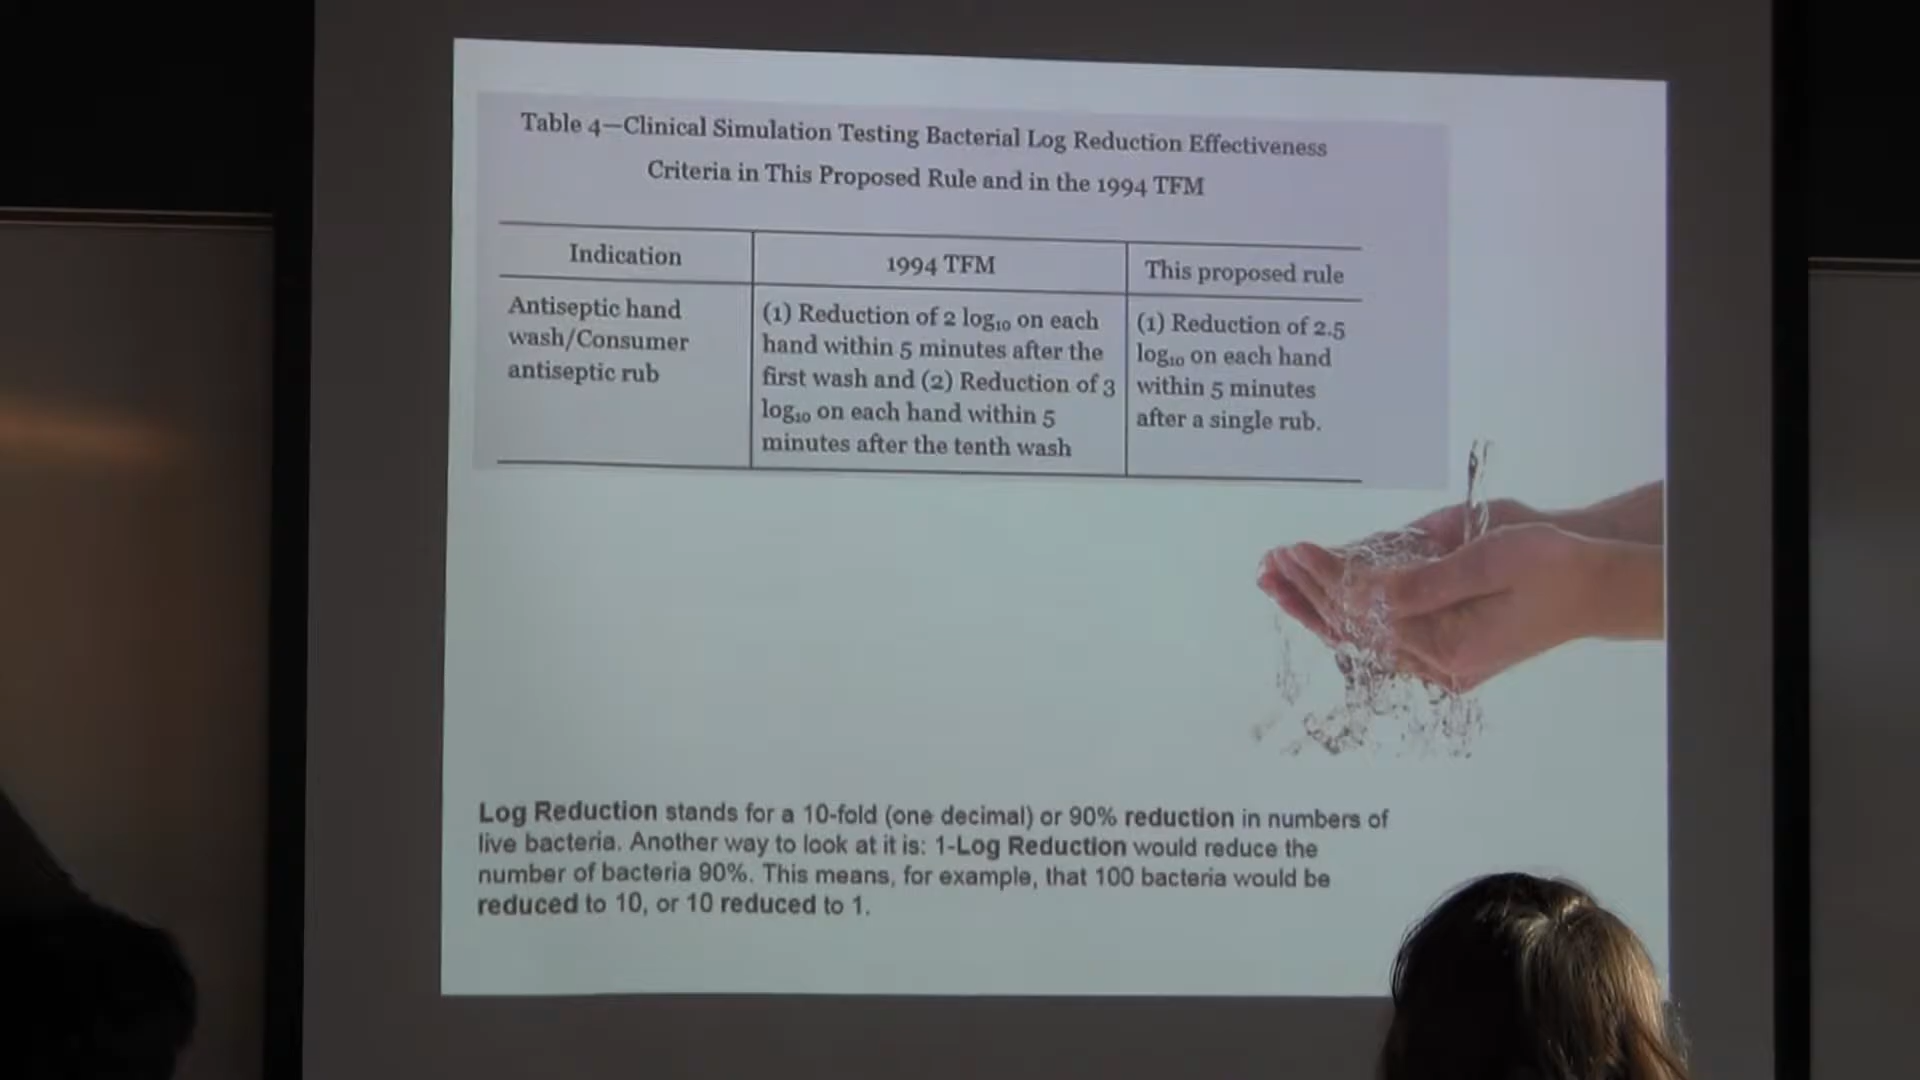 Table 4—Clinical Simulation Testing Bacterial Log Reduction Effectiveness
Criteria in This Proposed Rule and in the 1994 TFM
Indication
1994 TFM
This proposed rule
Antiseptic hand
wash/Consumer
antiseptic rub
(1) Reduction of 2 log₁₀ on each
hand within 5 minutes after the
first wash and (2) Reduction of 3
log₁₀ on each hand within 5
minutes after the tenth wash
(1) Reduction of 2.5
log₁₀ on each hand
within 5 minutes
after a single rub.
Log Reduction stands for a 10-fold (one decimal) or 90% reduction in numbers of
live bacteria. Another way to look at it is: 1-Log Reduction would reduce the
number of bacteria 90%. This means, for example, that 100 bacteria would be
reduced to 10, or 10 reduced to 1.